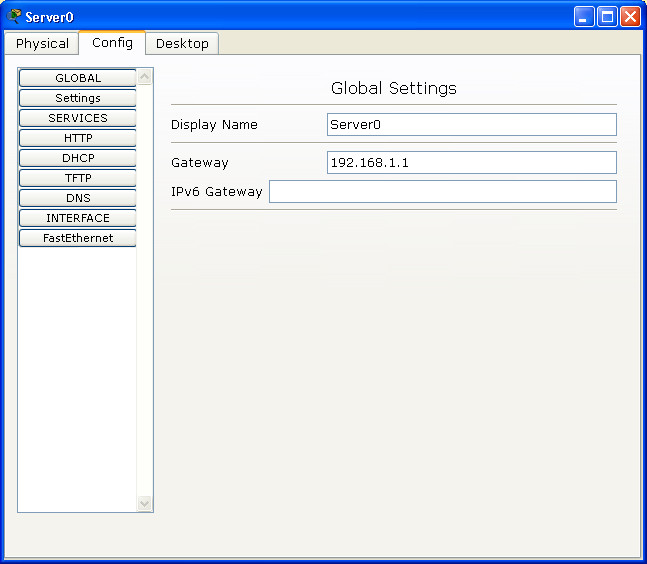 Server0
Physical Config Desktop
GLOBAL
Settings
SERVICES
HTTP
DHCP
TFTP
DNS
INTERFACE
FastEthernet
Global Settings
Display Name Server0
Gateway 192.168.1.1
IPv6 Gateway